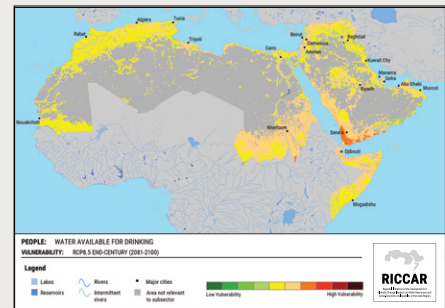 Algiers
Tunis
Rabat
Tripoli
Beirut
Damascus
Baghdad
Amman
Cairo
Kuwait City
Manama
Doha
Riyadh
Abu Dhabi
Muscat
Nouakchott
Khartoum
Sana'a
Djibouti
Mogadishu
PEOPLE: WATER AVAILABLE FOR DRINKING
VULNERABILITY: RCP8.5 END-CENTURY (2081-2100)
Legend
Lakes
Reservoirs
Rivers
Intermittent rivers
Major cities
Area not relevant to subsector
Low Vulnerability
High Vulnerability
RICCAR